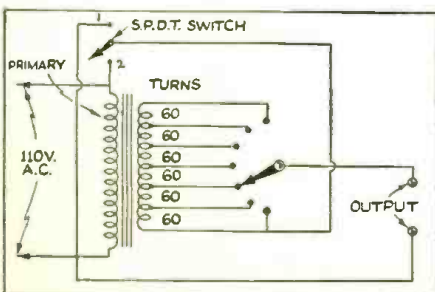 1
S.P.D.T. SWITCH
2
PRIMARY
TURNS
60
60
60
60
60
60
110V.
A.C.
OUTPUT